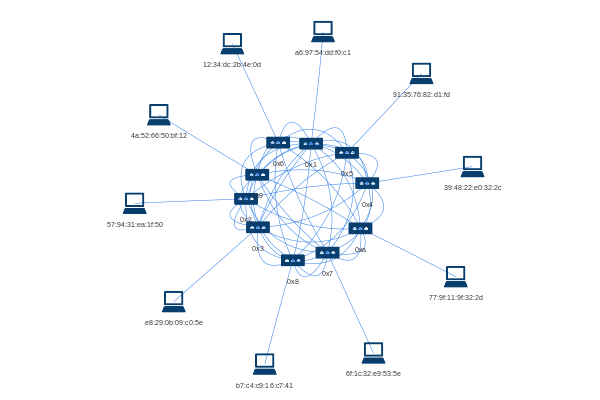 a6:97:54:dd:f0:c1
12:34:dc:2b:4e:0d
91:35:76:82:d1:fd
4a:52:66:50:bf:12
0x6
0x1
0x5
39:48:22:e0:32:2c
0x4
57:94:31:ea:1f:50
0x2
0x3
0xa
77:9f:11:9f:32:2d
0x7
0x8
e8:29:0b:09:c0:5e
6f:1c:32:e9:53:5e
b7:c4:c9:16:c7:41